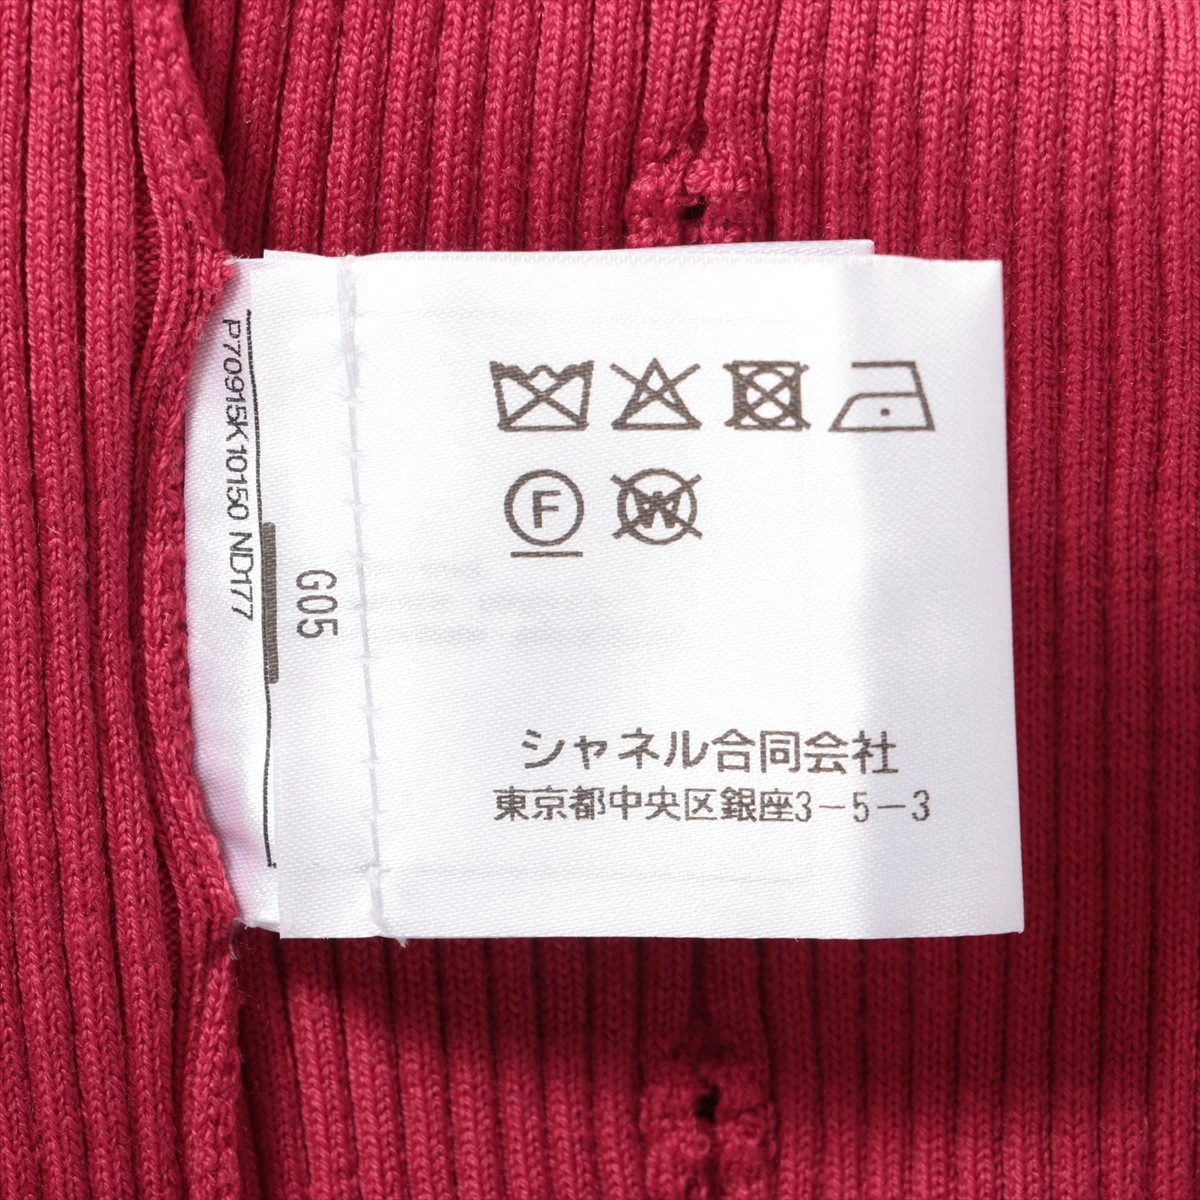 P70915K10150 ND177
G05
F
W
シャネル合同会社
東京都中央区銀座3-5-3